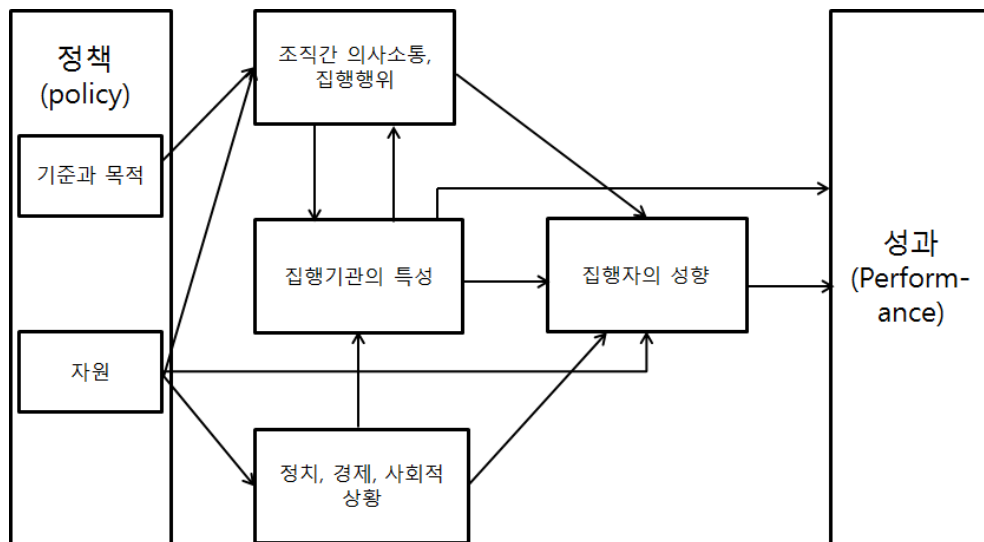 정책
(policy)
기준과 목적
자원
조직간 의사소통,
집행행위
집행기관의 특성
정치, 경제, 사회적
상황
집행자의 성향
성과
(Perform-
ance)